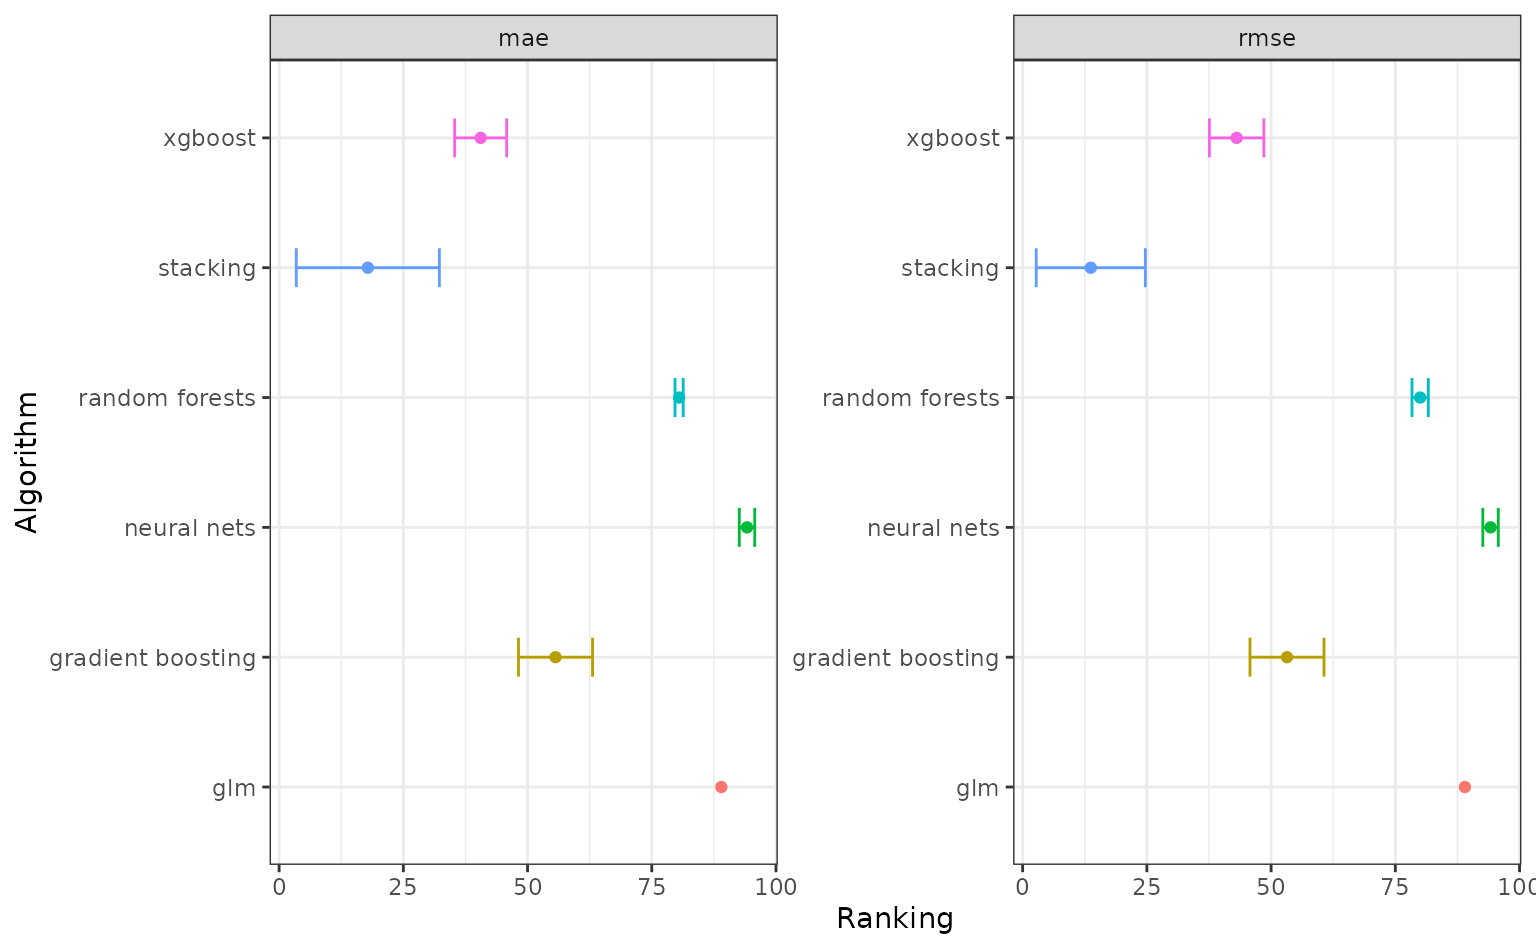 mae
rmse
xgboost
stacking
random forests
neural nets
gradient boosting
glm
xgboost
stacking
random forests
neural nets
gradient boosting
glm
Algorithm
0 25 50 75 100
0 25 50 75 100
Ranking